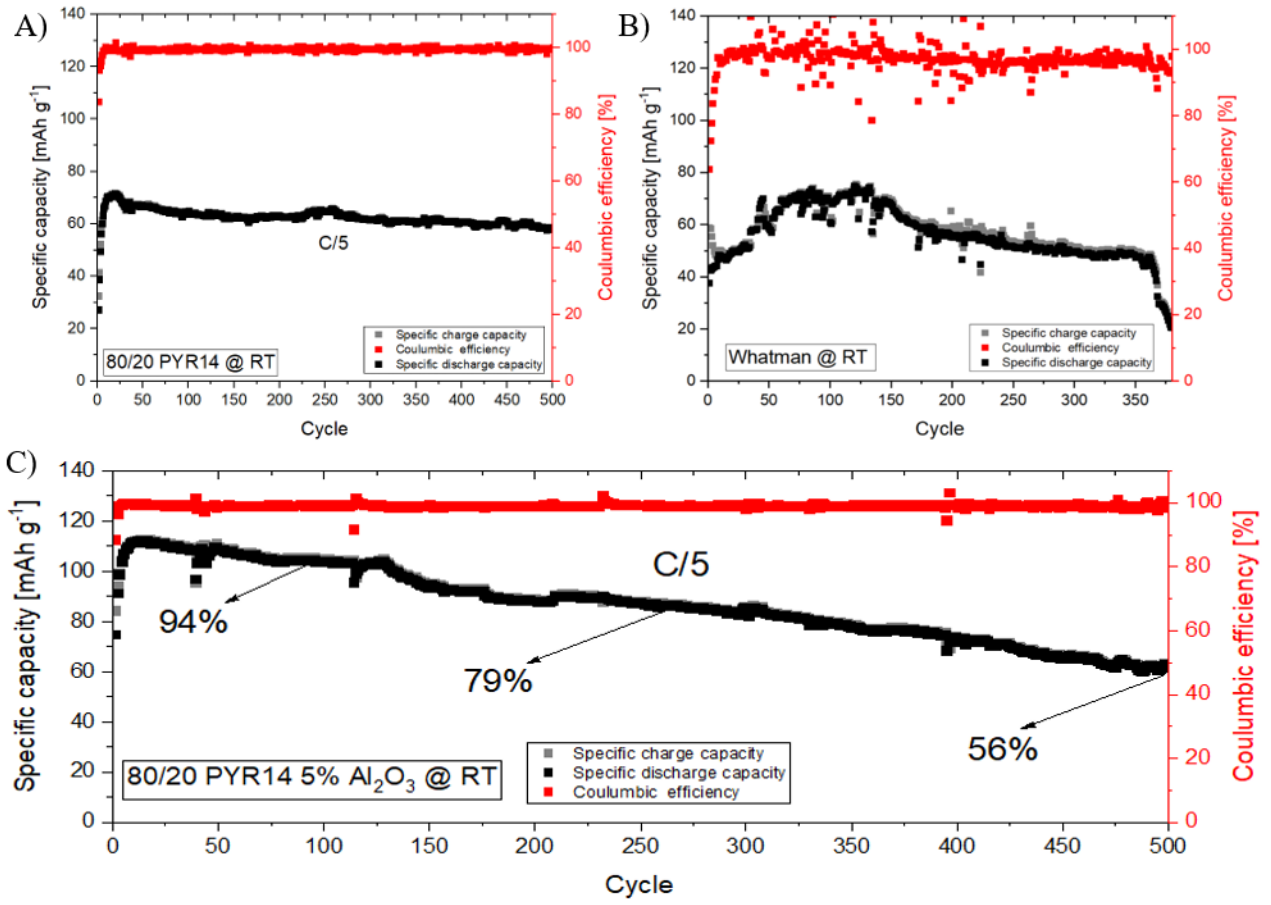 A)
140
120
100
80
60
40
20
0
Specific capacity [mAh g⁻¹]
100
80
60
40
20
0
Coulumbic efficiency [%]
C/5
Specific charge capacity
Coulumbic efficiency
Specific discharge capacity
80/20 PYR14 @ RT
0 50 100 150 200 250 300 350 400 450 500
Cycle
B)
140
120
100
80
60
40
20
0
Specific capacity [mAh g⁻¹]
100
80
60
40
20
0
Coulumbic efficiency [%]
Specific charge capacity
Coulumbic efficiency
Specific discharge capacity
Whatman @ RT
0 50 100 150 200 250 300 350
Cycle
C)
140
120
100
80
60
40
20
0
Specific capacity [mAh g⁻¹]
100
80
60
40
20
0
Coulumbic efficiency [%]
C/5
94%
79%
56%
Specific charge capacity
Specific discharge capacity
Coulumbic efficiency
80/20 PYR14 5% Al₂O₃ @ RT
0 50 100 150 200 250 300 350 400 450 500
Cycle